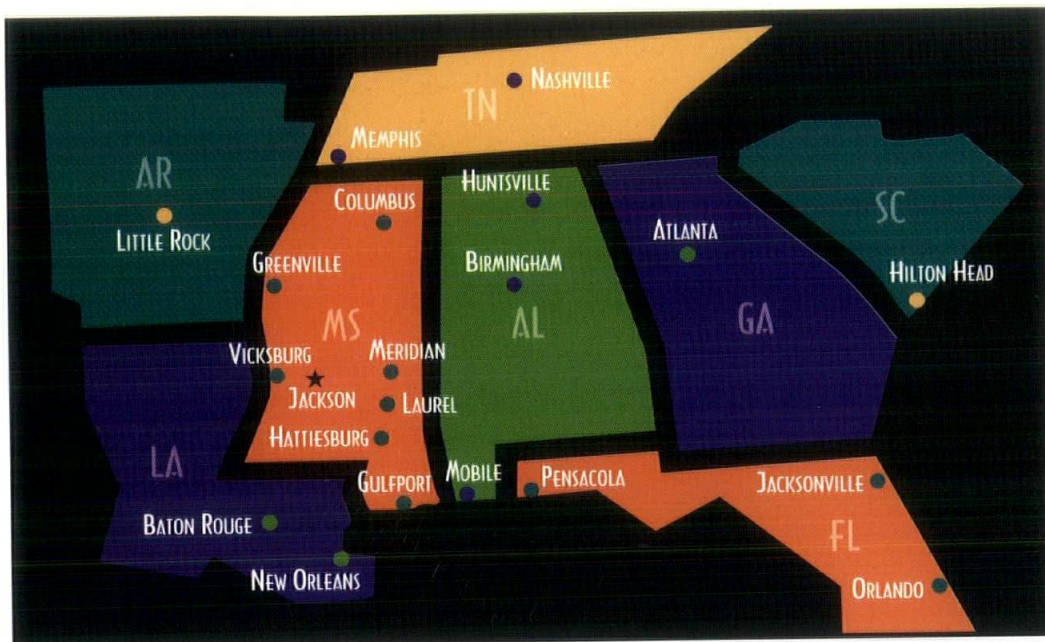 NASHVILLE
TN
MEMPHIS
AR
LITTLE ROCK
COLUMBUS
GREENVILLE
MS
VICKSBURG
MERIDIAN
JACKSON
LAUREL
HATTIESBURG
GULFPORT
HUNTSVILLE
BIRMINGHAM
AL
MOBILE
ATLANTA
GA
SC
HILTON HEAD
LA
BATON ROUGE
NEW ORLEANS
PENSACOLA
JACKSONVILLE
FL
ORLANDO